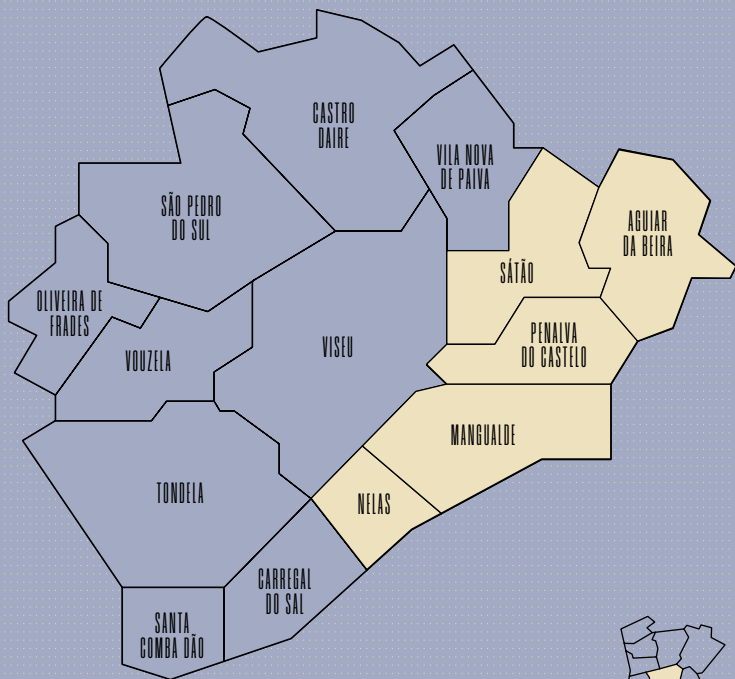 CASTRO
DAIRE
VILA NOVA
DE PAIVA
SÃO PEDRO
DO SUL
AGUIAR
DA BEIRA
SÁTÃO
OLIVEIRA DE
FRADES
VOUZELA
VISEU
PENALVA
DO CASTELO
MANGUALDE
TONDELA
NELAS
CARREGAL
DO SAL
SANTA
COMBA DÃO